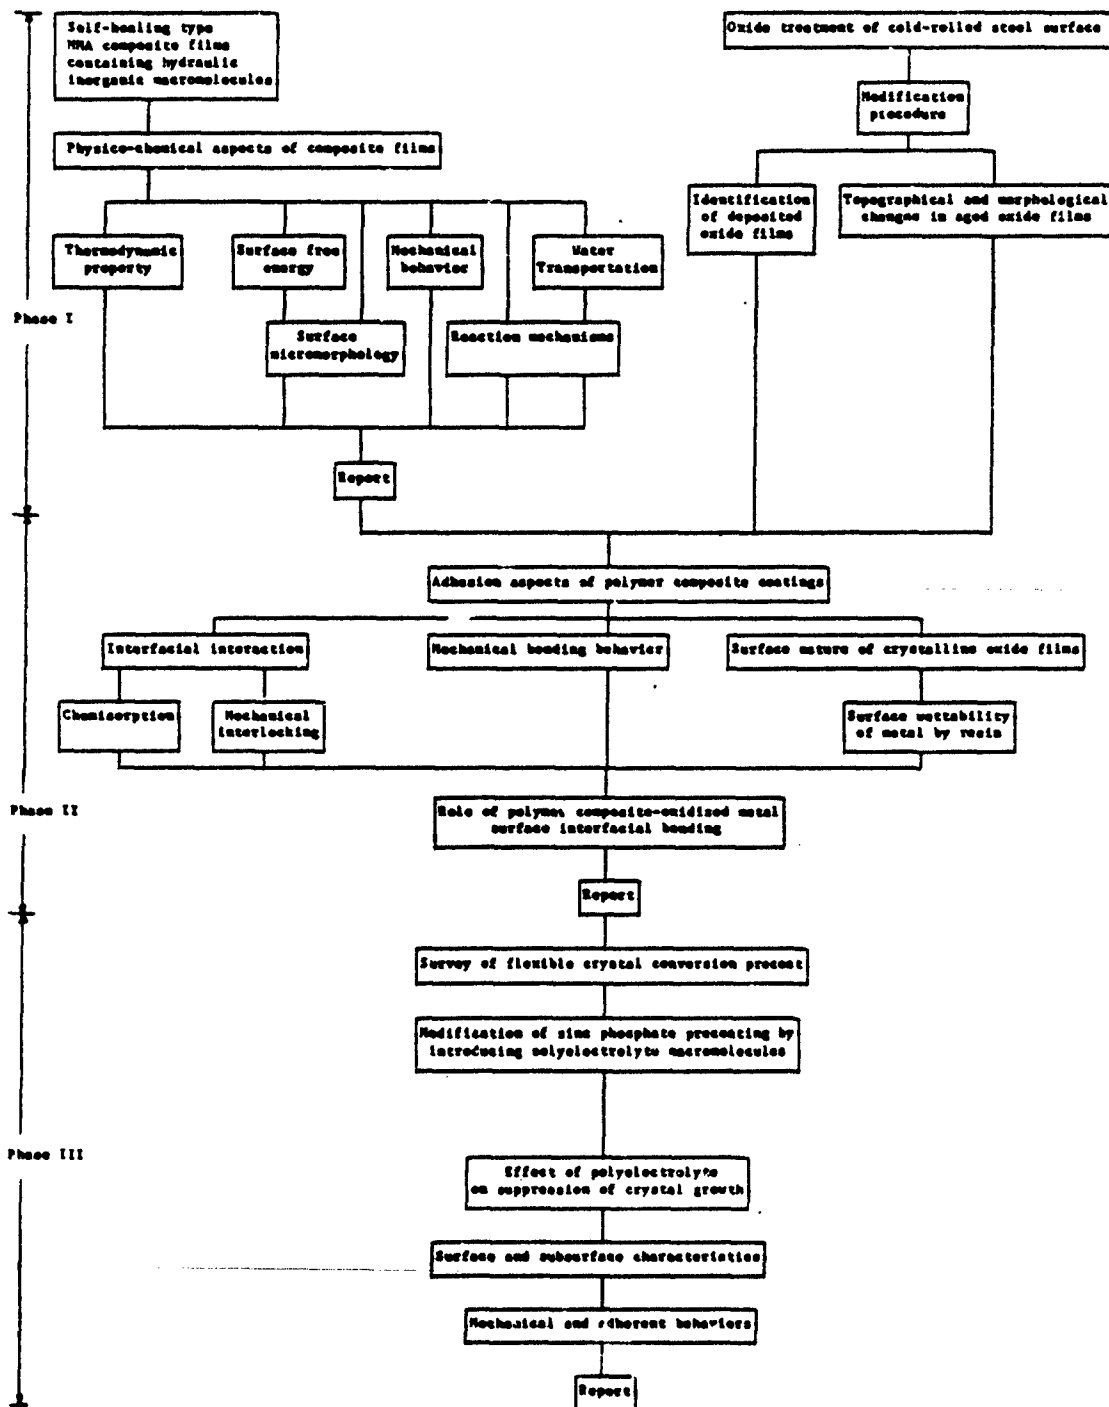 Self-healing type
MMA composite films
containing hydraulic
inorganic macromolecules
Oxide treatment of cold-rolled steel surface
Modification
procedure
Physico-chemical aspects of composite films
Identification
of deposited
oxide films
Topographical and morphological
changes in aged oxide films
Thermodynamic
property
Surface free
energy
Mechanical
behavior
Water
Transportation
Phase I
Surface
micromorphology
Reaction mechanisms
Report
Adhesion aspects of polymer composite coatings
Interfacial interaction
Mechanical bonding behavior
Surface nature of crystalline oxide films
Chemisorption
Mechanical
interlocking
Surface wettability
of metal by resin
Phase II
Role of polymer composite-oxidized metal
surface interfacial bonding
Report
Survey of flexible crystal conversion precoat
Modification of zinc phosphate precoating by
introducing polyelectrolyte macromolecules
Phase III
Effect of polyelectrolyte
on suppression of crystal growth
Surface and subsurface characteristics
Mechanical and adherent behaviors
Report